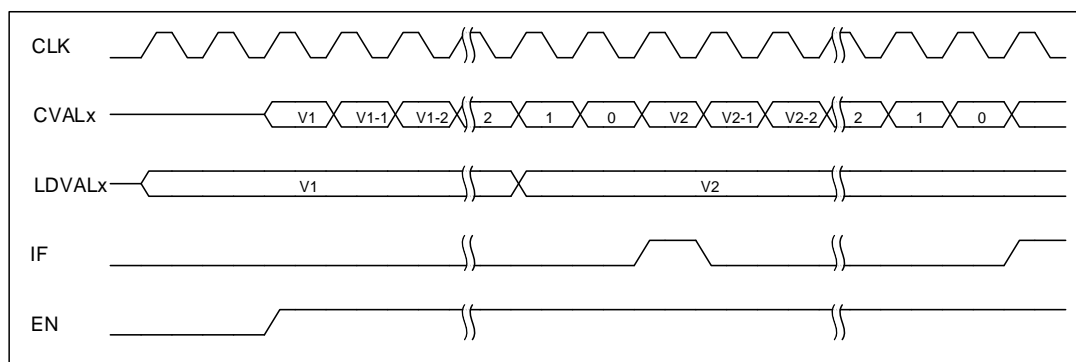 CLK
CVALx V1 V1-1 V1-2 2 1 0 V2 V2-1 V2-2 2 1 0
LDVALx V1 V2
IF
EN